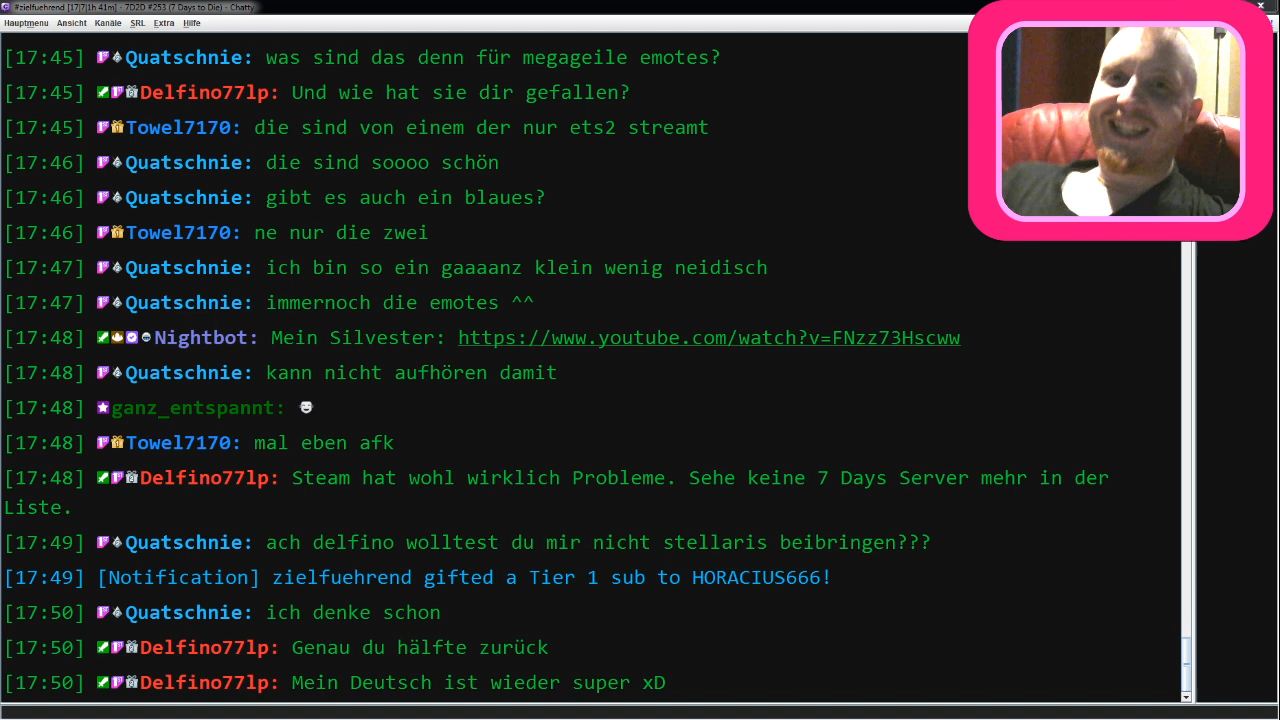 #zielfuehrend [17|7|1h 41m] - 7D2D #253 (7 Days to Die) - Chatty
Hauptmenu Ansicht Kanäle SRL Extra Hilfe
[17:45] Quatschnie: was sind das denn für megageile emotes?
[17:45] Delfino77lp: Und wie hat sie dir gefallen?
[17:45] Towel7170: die sind von einem der nur ets2 streamt
[17:46] Quatschnie: die sind soooo schön
[17:46] Quatschnie: gibt es auch ein blaues?
[17:46] Towel7170: ne nur die zwei
[17:47] Quatschnie: ich bin so ein gaaaanz klein wenig neidisch
[17:47] Quatschnie: immernoch die emotes ^^
[17:48] Nightbot: Mein Silvester: https://www.youtube.com/watch?v=FNzz73Hscww
[17:48] Quatschnie: kann nicht aufhören damit
[17:48] ganz_entspannt:
[17:48] Towel7170: mal eben afk
[17:48] Delfino77lp: Steam hat wohl wirklich Probleme. Sehe keine 7 Days Server mehr in der
Liste.
[17:49] Quatschnie: ach delfino wolltest du mir nicht stellaris beibringen???
[17:49] [Notification] zielfuehrend gifted a Tier 1 sub to HORACIUS666!
[17:50] Quatschnie: ich denke schon
[17:50] Delfino77lp: Genau du hälfte zurück
[17:50] Delfino77lp: Mein Deutsch ist wieder super xD